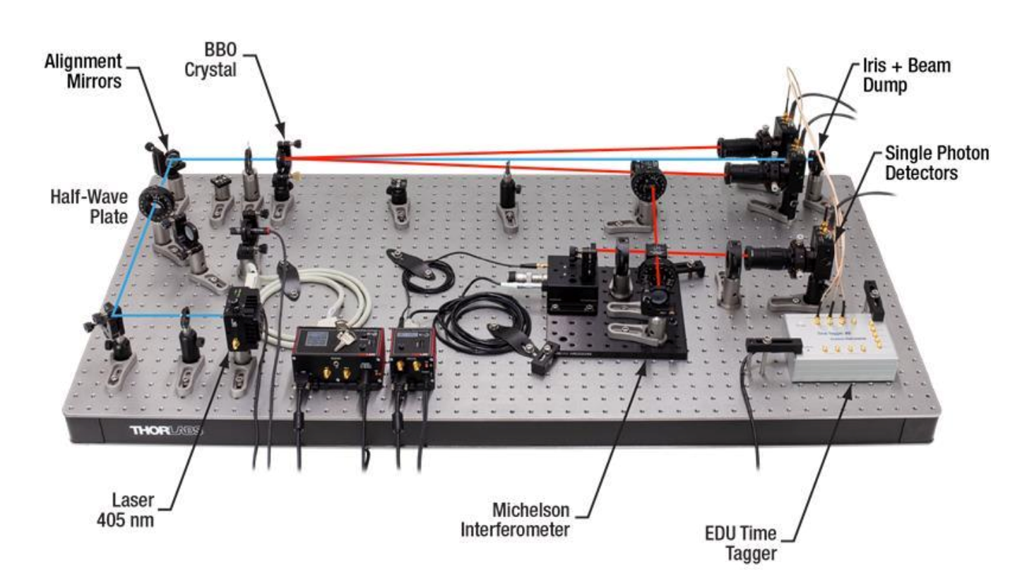 Alignment
Mirrors
BBO
Crystal
Iris + Beam
Dump
Single Photon
Detectors
Half-Wave
Plate
THORLABS
Laser
405 nm
Michelson
Interferometer
EDU Time
Tagger